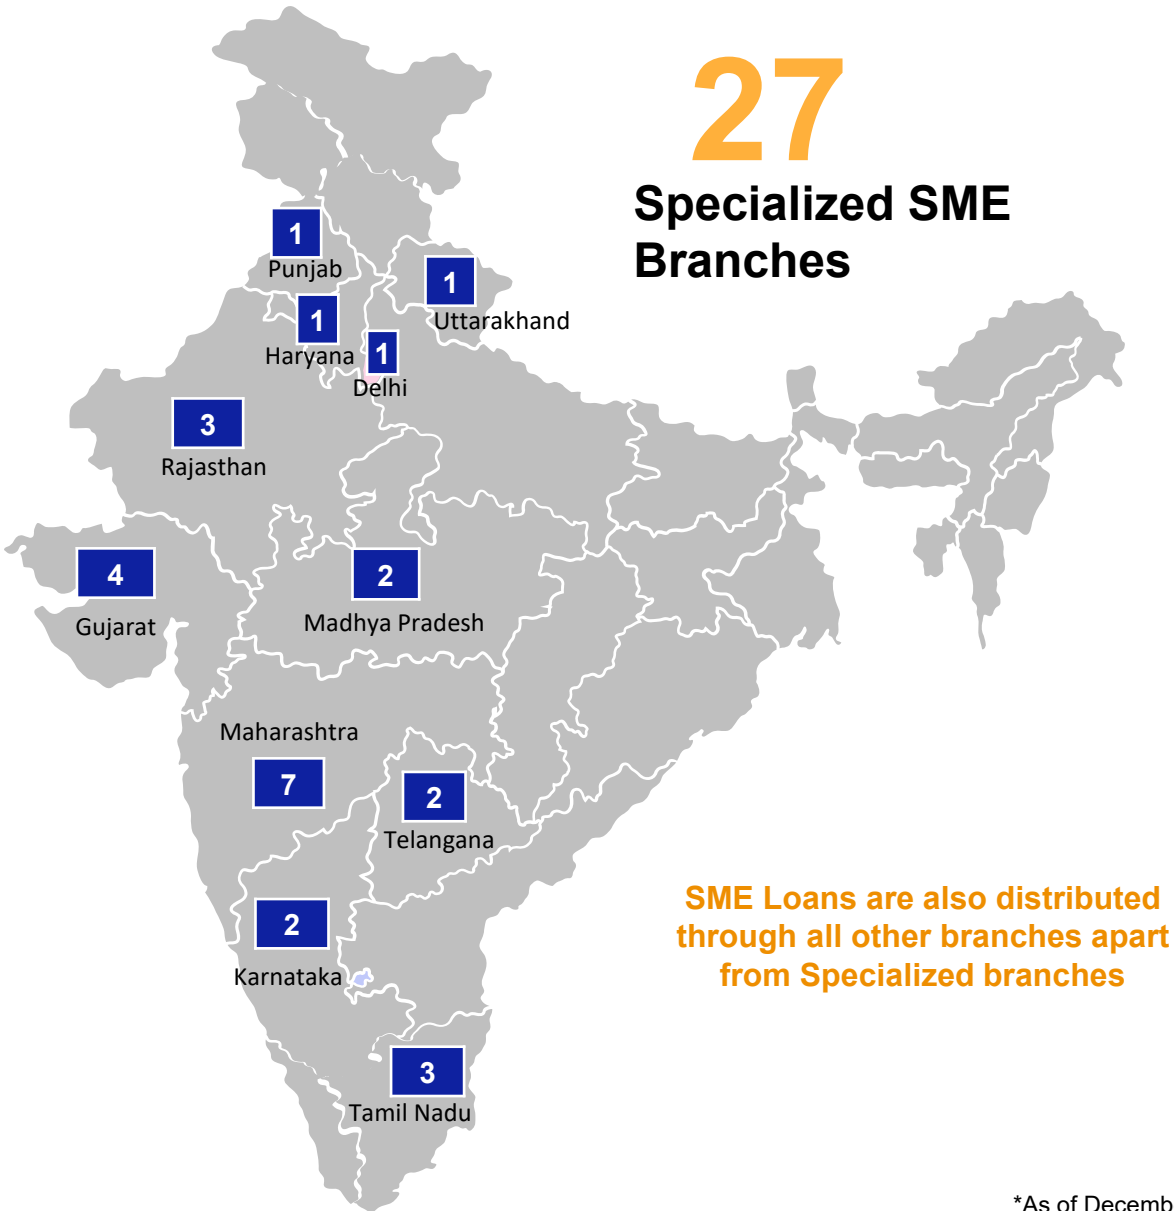 27
Specialized SME
Branches
1
Punjab
1
Uttarakhand
1
Haryana
1
Delhi
3
Rajasthan
4
Gujarat
2
Madhya Pradesh
Maharashtra
7
2
Telangana
SME Loans are also distributed
through all other branches apart
from Specialized branches
2
Karnataka
3
Tamil Nadu
*As of Decemb